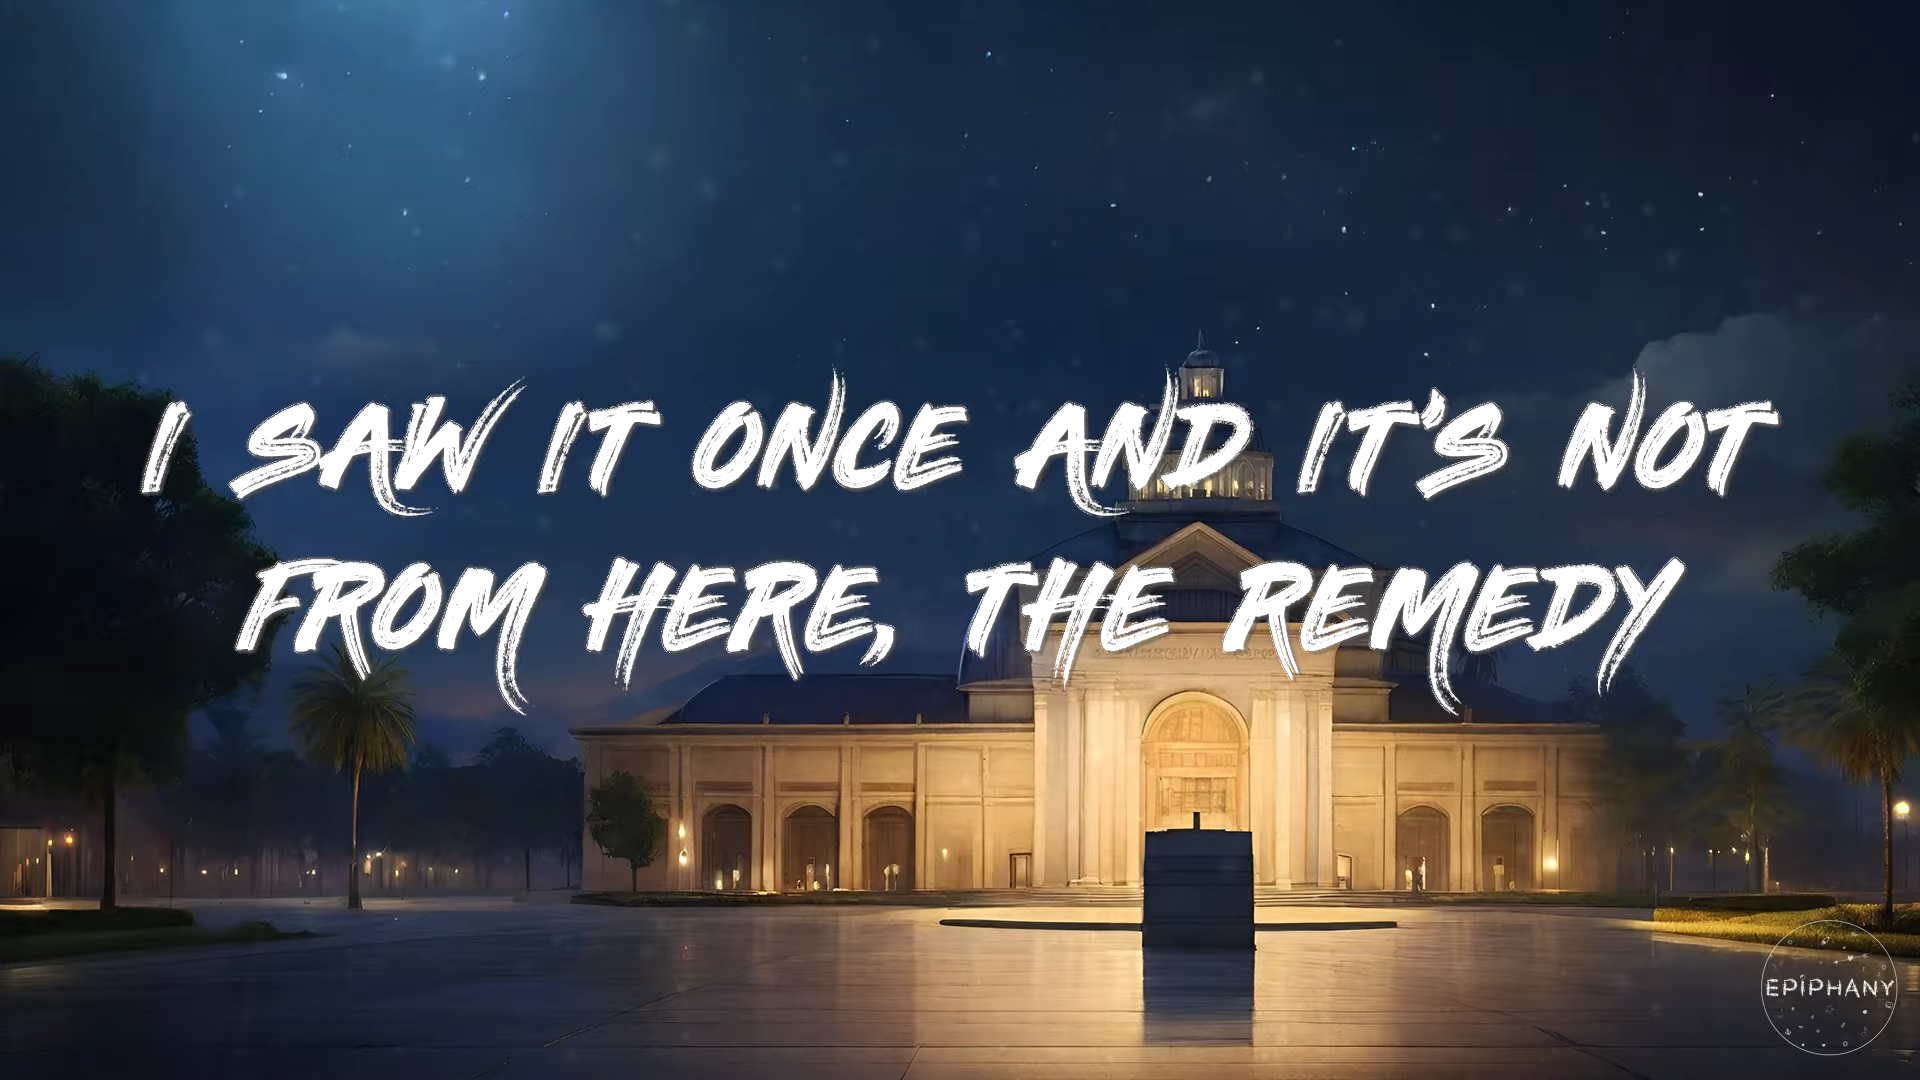 I SAW IT ONCE AND IT'S NOT
FROM HERE, THE REMEDY
EPIPHANY